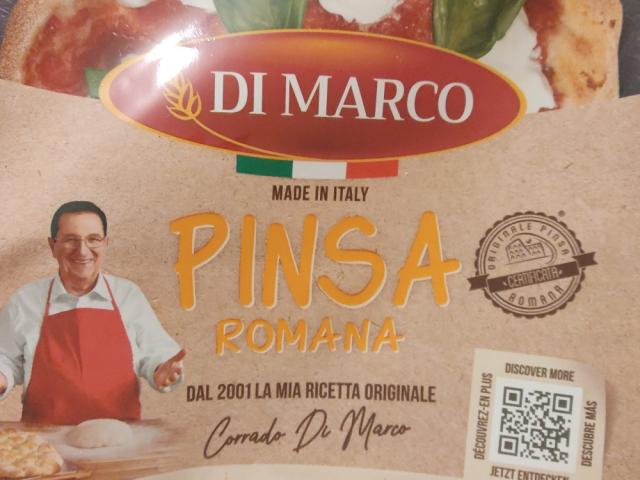 DI MARCO
MADE IN ITALY
PINSA
ROMANA
ORIGINALE PINSA
CERTIFICATA
ROMANA
®
DAL 2001 LA MIA RICETTA ORIGINALE
Corrado Di Marco
DISCOVER MORE
DÉCOUVREZ-EN PLUS
DESCUBRE MÁS
JETZT ENTDECKEN